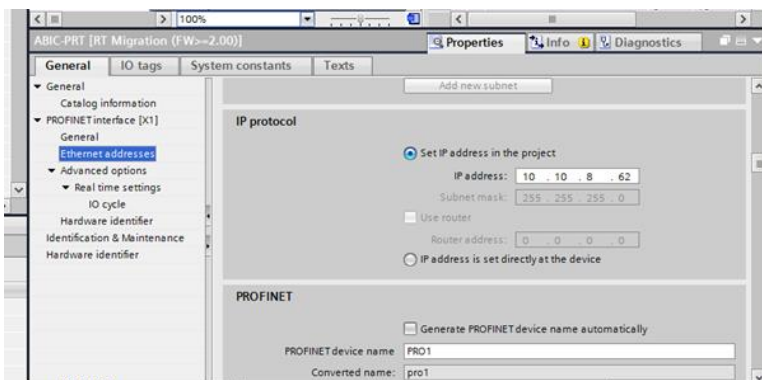 100%
ABIC-PRT [RT Migration (FW>=2.00)]
Properties
Info
Diagnostics
General
IO tags
System constants
Texts
General
Catalog information
PROFINET interface [X1]
General
Ethernet addresses
Advanced options
Real time settings
IO cycle
Hardware identifier
Identification & Maintenance
Hardware identifier
Add new subnet
IP protocol
Set IP address in the project
IP address: 10 . 10 . 8 . 62
Subnet mask: 255 . 255 . 255 . 0
Use router
Router address: 0 . 0 . 0 . 0
IP address is set directly at the device
PROFINET
Generate PROFINET device name automatically
PROFINET device name PRO1
Converted name: pro1